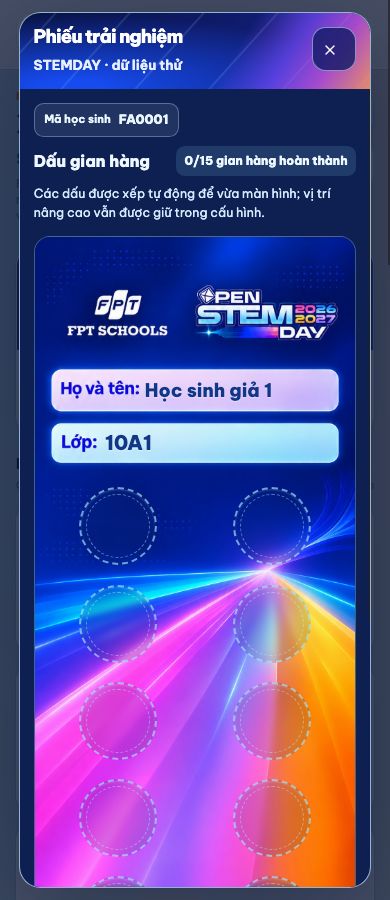 Phiếu trải nghiệm
STEMDAY · dữ liệu thử
×
Mã học sinh FA0001
Dấu gian hàng
0/15 gian hàng hoàn thành
Các dấu được xếp tự động để vừa màn hình; vị trí
nâng cao vẫn được giữ trong cấu hình.
FPT
FPT SCHOOLS
OPEN
STEM
DAY
2026
2027
Họ và tên: Học sinh giả 1
Lớp: 10A1